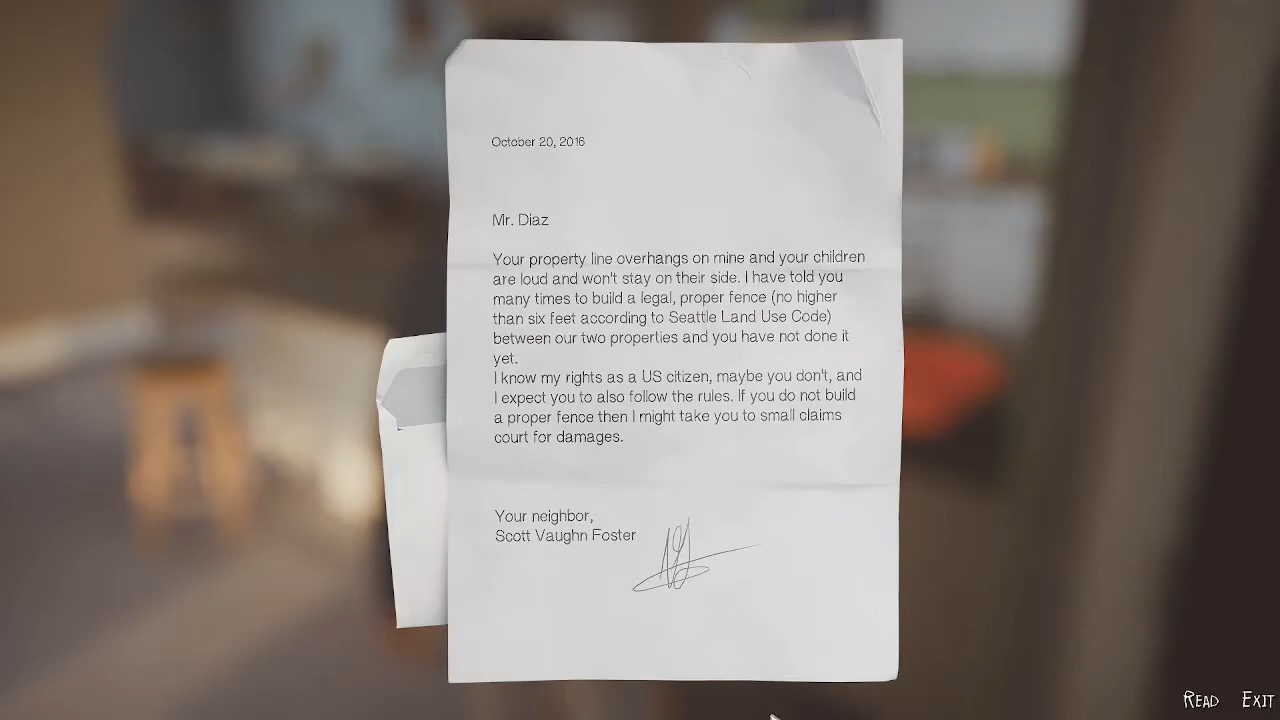 October 20, 2016
Mr. Diaz
Your property line overhangs on mine and your children
are loud and won't stay on their side. I have told you
many times to build a legal, proper fence (no higher
than six feet according to Seattle Land Use Code)
between our two properties and you have not done it
yet.
I know my rights as a US citizen, maybe you don't, and
I expect you to also follow the rules. If you do not build
a proper fence then I might take you to small claims
court for damages.
Your neighbor,
Scott Vaughn Foster
READ EXIT